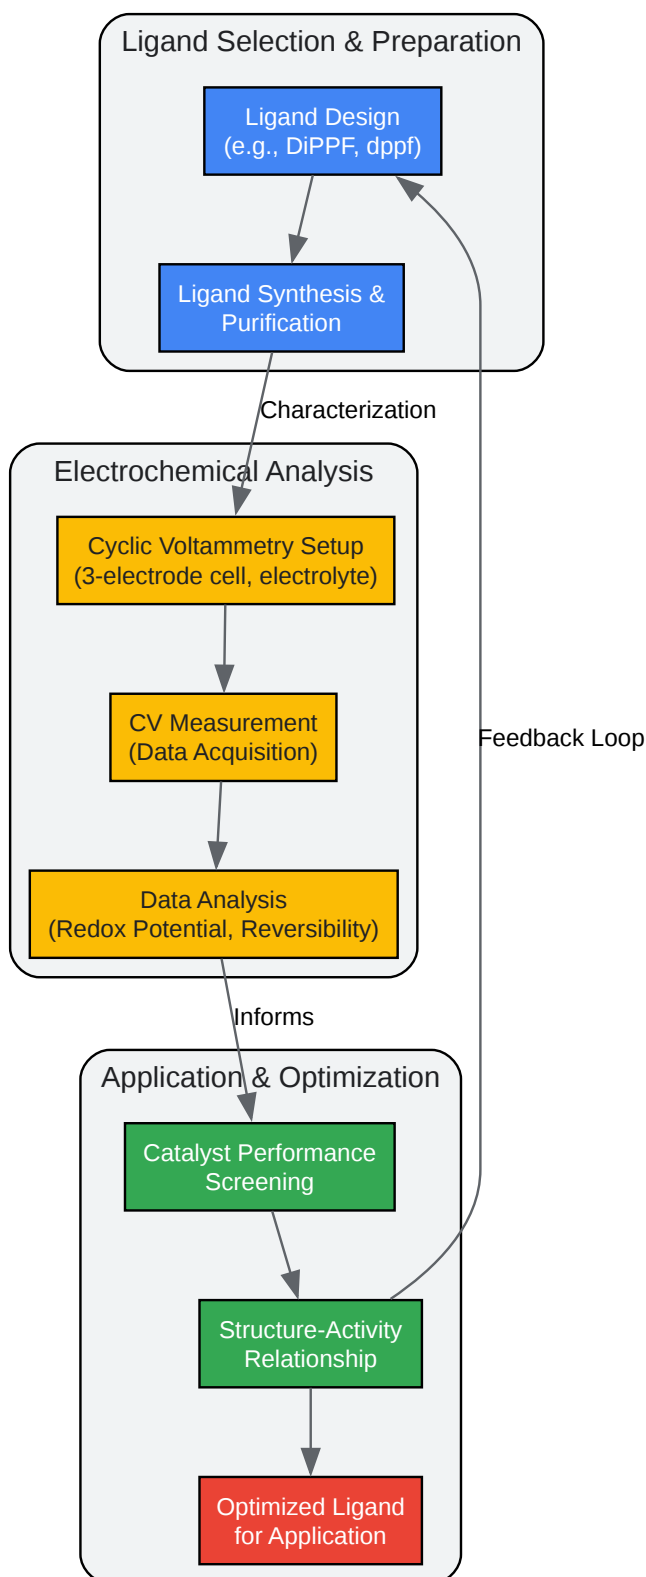 Ligand Selection & Preparation
Ligand Design
(e.g., DiPPF, dppf)
Ligand Synthesis &
Purification
Characterization
Electrochemical Analysis
Cyclic Voltammetry Setup
(3-electrode cell, electrolyte)
CV Measurement
(Data Acquisition)
Feedback Loop
Data Analysis
(Redox Potential, Reversibility)
Informs
Application & Optimization
Catalyst Performance
Screening
Structure-Activity
Relationship
Optimized Ligand
for Application